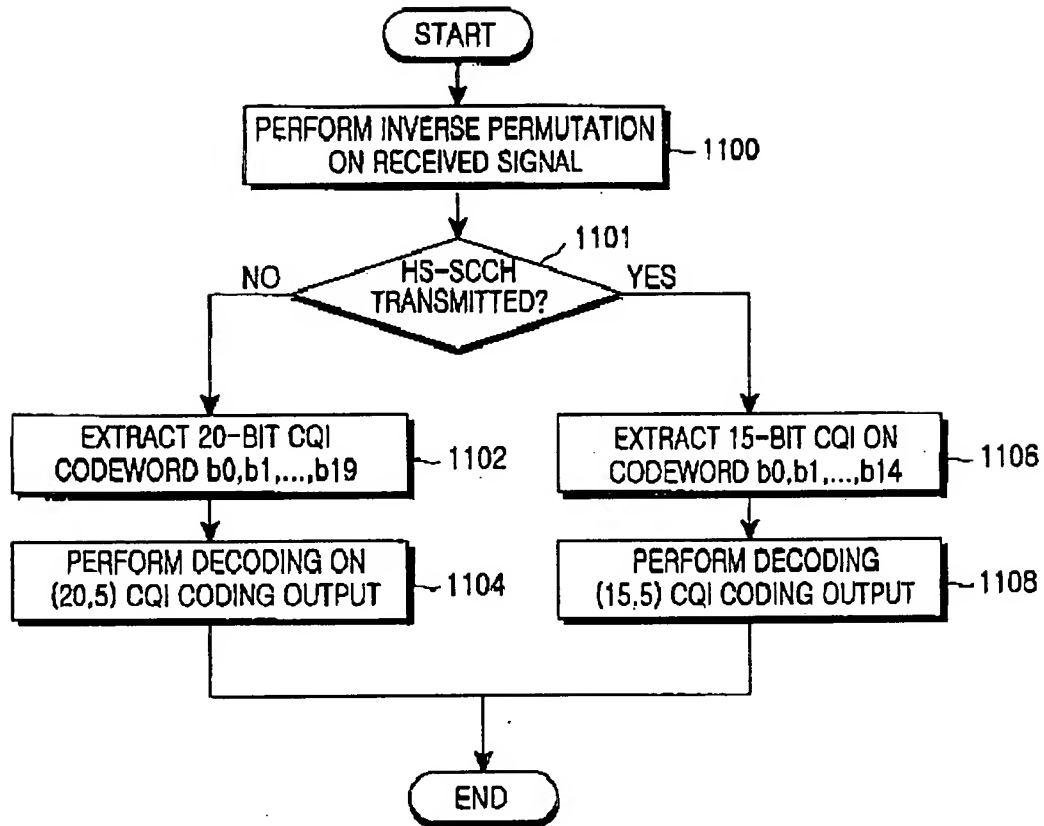 START
PERFORM INVERSE PERMUTATION
ON RECEIVED SIGNAL
1100
1101
HS-SCCH
TRANSMITTED?
NO
YES
EXTRACT 20-BIT CQI
CODEWORD b0,b1,...,b19
1102
EXTRACT 15-BIT CQI ON
CODEWORD b0,b1,...,b14
1106
PERFORM DECODING ON
(20,5) CQI CODING OUTPUT
1104
PERFORM DECODING
(15,5) CQI CODING OUTPUT
1108
END